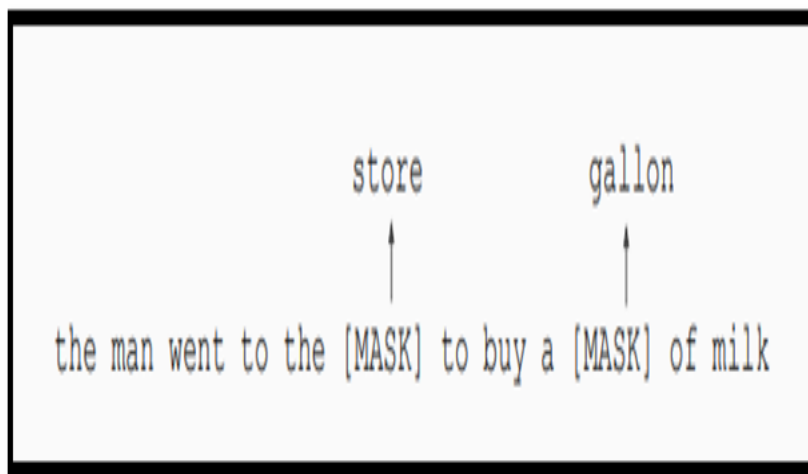 store gallon
the man went to the [MASK] to buy a [MASK] of milk